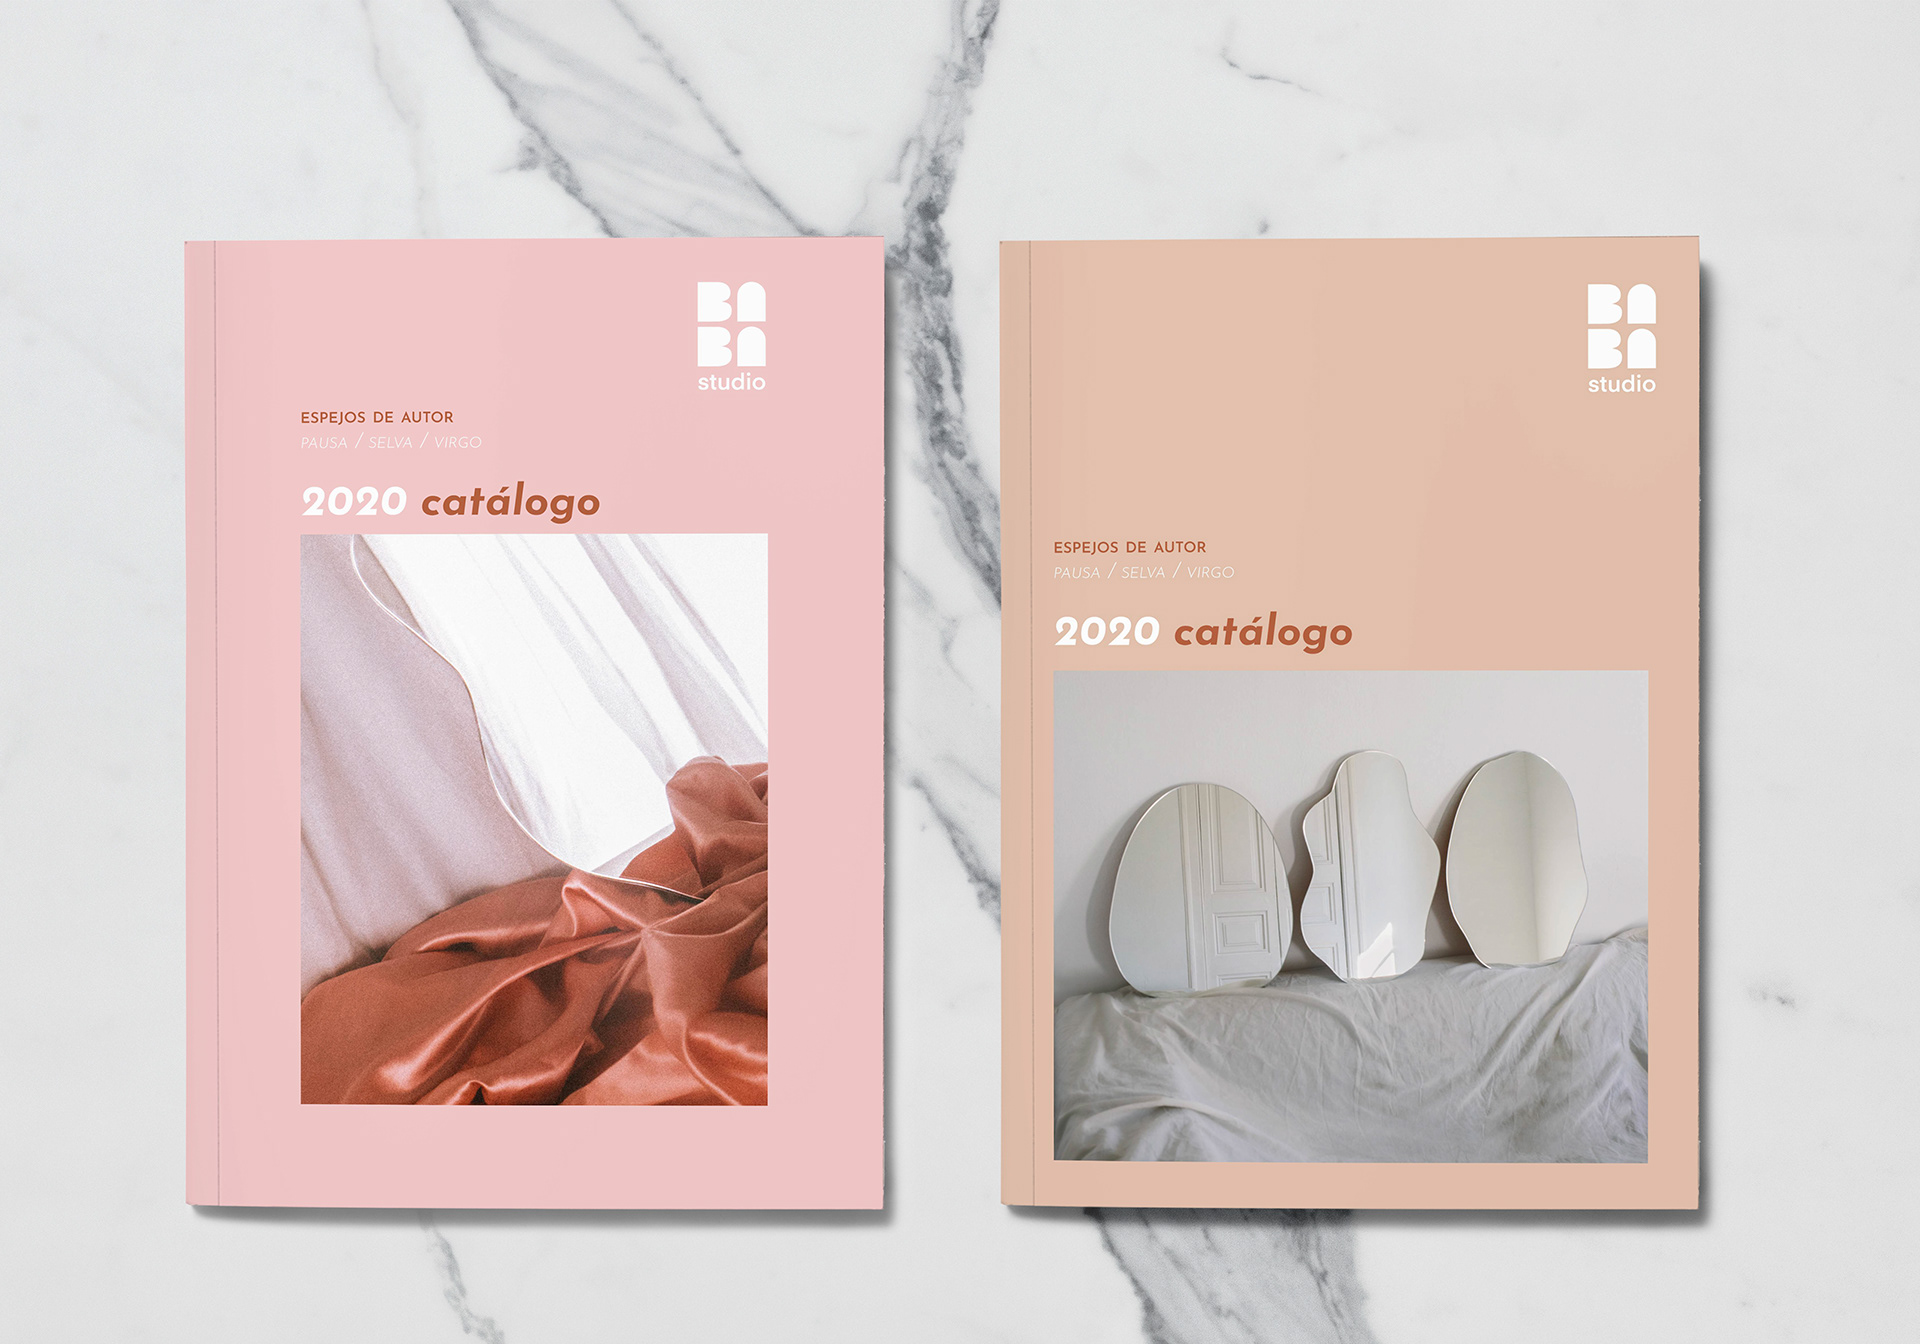 BA
BA
studio
ESPEJOS DE AUTOR
PAUSA / SELVA / VIRGO
2020 catálogo
BA
BA
studio
ESPEJOS DE AUTOR
PAUSA / SELVA / VIRGO
2020 catálogo